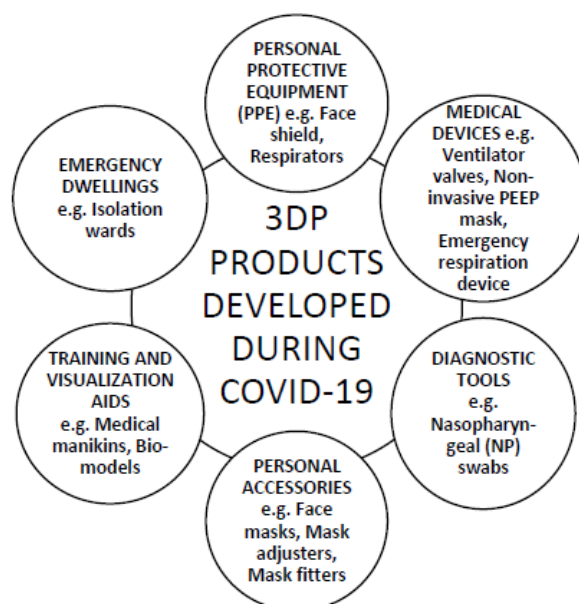 PERSONAL
PROTECTIVE
EQUIPMENT
(PPE) e.g. Face
shield,
Respirators
MEDICAL
DEVICES e.g.
Ventilator
valves, Non-
invasive PEEP
mask,
Emergency
respiration
device
DIAGNOSTIC
TOOLS
e.g.
Nasopharyn-
geal (NP)
swabs
PERSONAL
ACCESSORIES
e.g. Face
masks, Mask
adjusters,
Mask fitters
TRAINING AND
VISUALIZATION
AIDS
e.g. Medical
manikins, Bio-
models
EMERGENCY
DWELLINGS
e.g. Isolation
wards
3DP
PRODUCTS
DEVELOPED
DURING
COVID-19